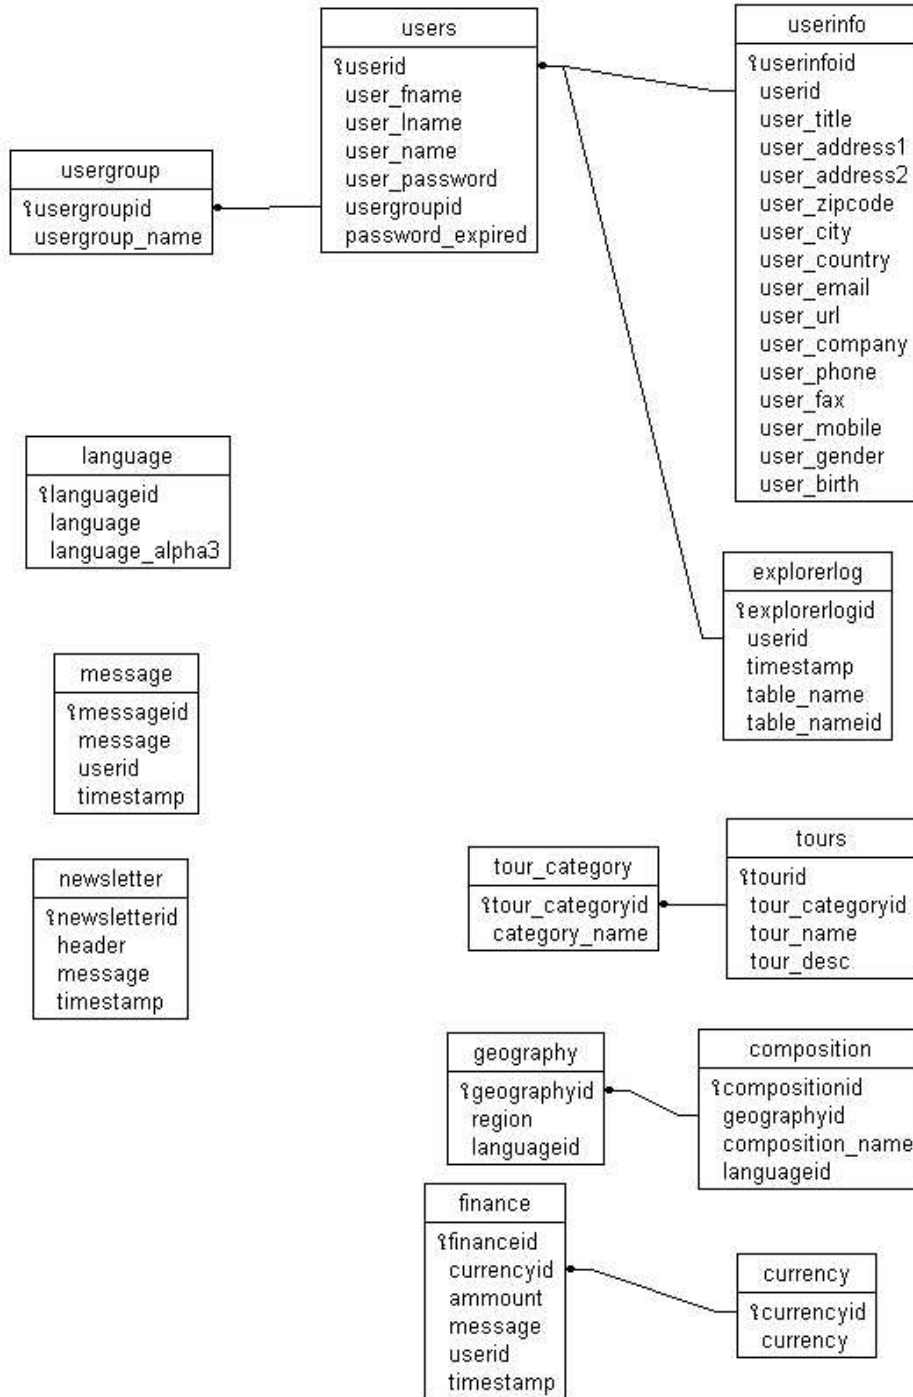 users
userid
user_fname
user_lname
user_name
user_password
usergroupid
password_expired
userinfo
userinfoid
userid
user_title
user_address1
user_address2
user_zipcode
user_city
user_country
user_email
user_url
user_company
user_phone
user_fax
user_mobile
user_gender
user_birth
usergroup
usergroupid
usergroup_name
language
languageid
language
language_alpha3
explorerlog
explorerlogid
userid
timestamp
table_name
table_nameid
message
messageid
message
userid
timestamp
newsletter
newsletterid
header
message
timestamp
tour_category
tour_categoryid
category_name
tours
tourid
tour_categoryid
tour_name
tour_desc
geography
geographyid
region
languageid
composition
compositionid
geographyid
composition_name
languageid
finance
financeid
currencyid
ammount
message
userid
timestamp
currency
currencyid
currency